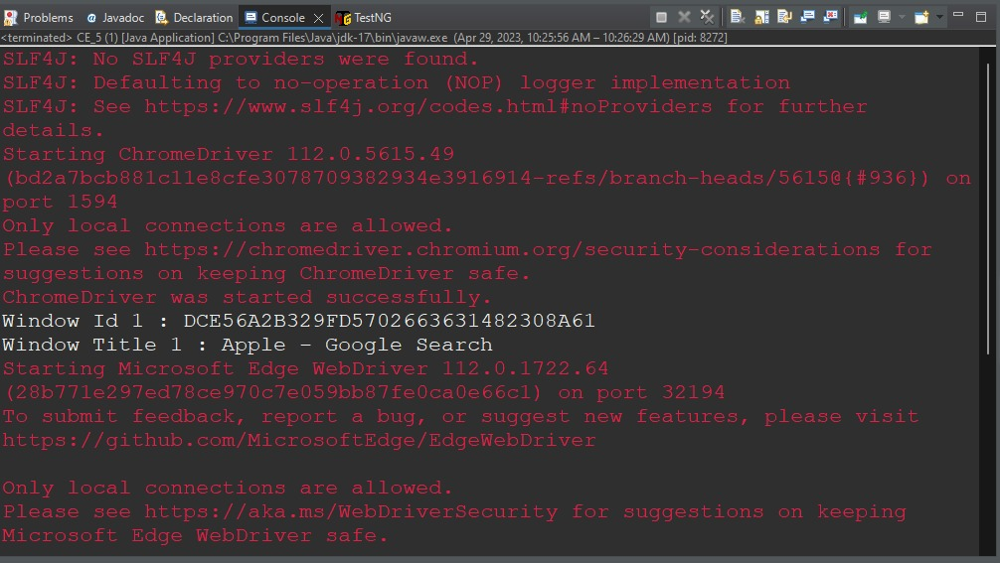 Problems @ Javadoc Declaration Console TestNG
<terminated> CE_5 (1) [Java Application] C:\Program Files\Java\jdk-17\bin\javaw.exe (Apr 29, 2023, 10:25:56 AM – 10:26:29 AM) [pid: 8272]
SLF4J: No SLF4J providers were found.
SLF4J: Defaulting to no-operation (NOP) logger implementation
SLF4J: See https://www.slf4j.org/codes.html#noProviders for further
details.
Starting ChromeDriver 112.0.5615.49
(bd2a7bcb881c11e8cfe3078709382934e3916914-refs/branch-heads/5615@{#936}) on
port 1594
Only local connections are allowed.
Please see https://chromedriver.chromium.org/security-considerations for
suggestions on keeping ChromeDriver safe.
ChromeDriver was started successfully.
Window Id 1 : DCE56A2B329FD5702663631482308A61
Window Title 1 : Apple - Google Search
Starting Microsoft Edge WebDriver 112.0.1722.64
(28b771e297ed78ce970c7e059bb87fe0ca0e66c1) on port 32194
To submit feedback, report a bug, or suggest new features, please visit
https://github.com/MicrosoftEdge/EdgeWebDriver
Only local connections are allowed.
Please see https://aka.ms/WebDriverSecurity for suggestions on keeping
Microsoft Edge WebDriver safe.